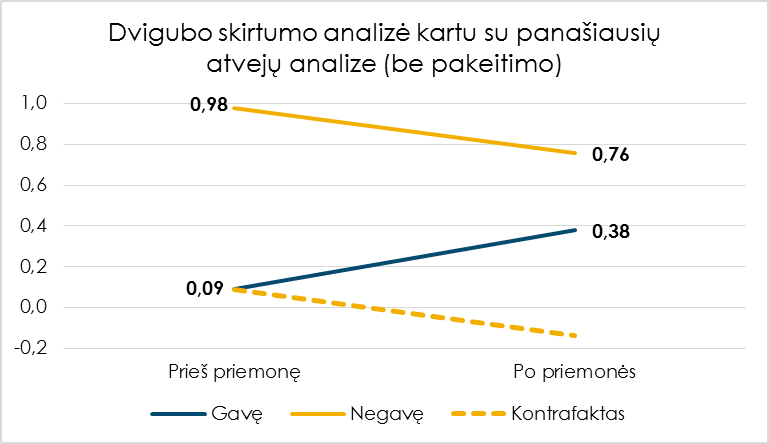 Dvigubo skirtumo analizė kartu su panašiausių
atvejų analize (be pakeitimo)
1,0
0,8
0,6
0,4
0,2
0,0
-0,2
0,98
0,76
0,38
0,09
Prieš priemonę
Po priemonės
Gavę
Negavę
Kontrafaktas